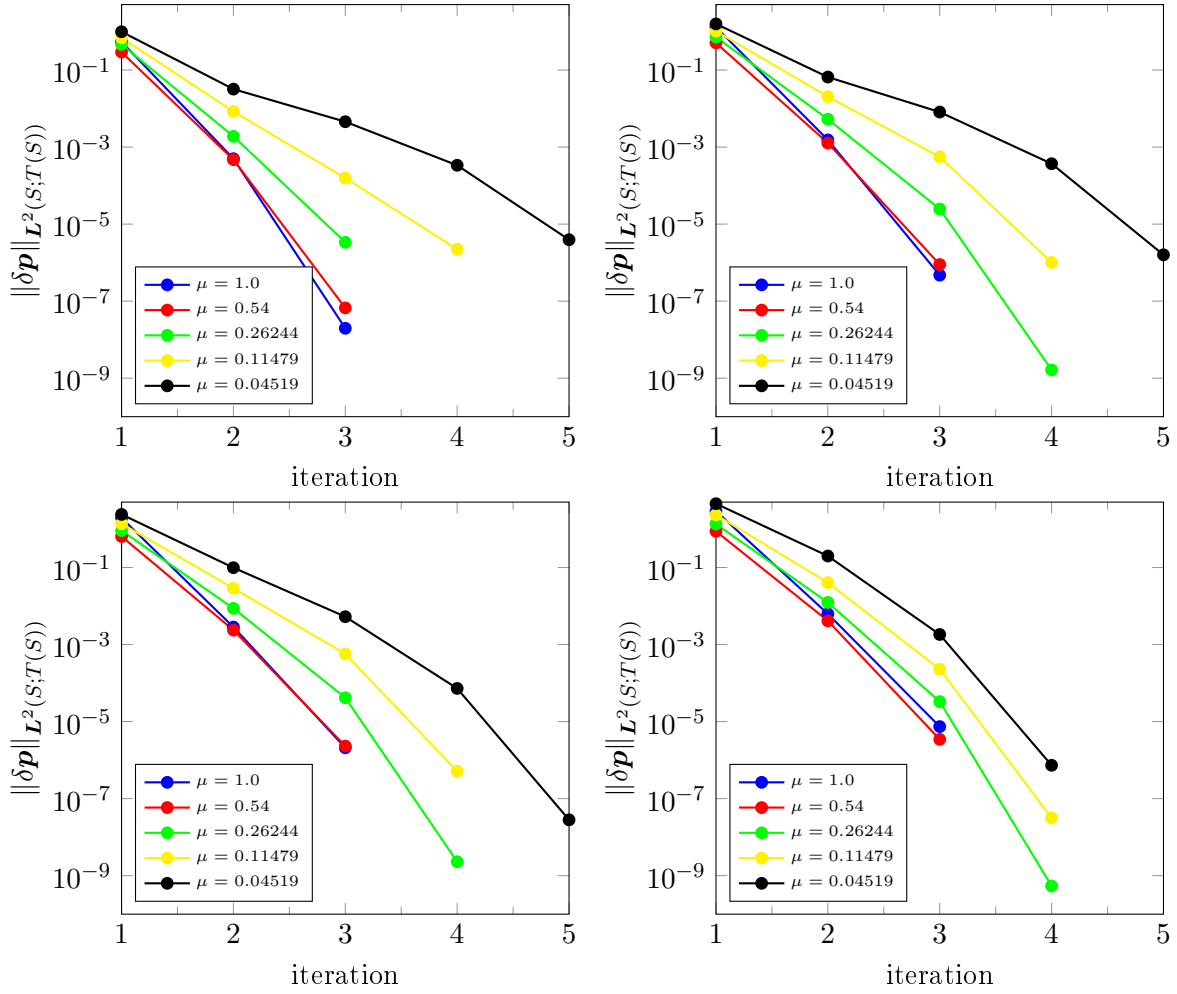 10^{-1}
10^{-3}
10^{-5}
10^{-7}
10^{-9}
‖δp‖_{L^2(S;T(S))}
μ = 1.0
μ = 0.54
μ = 0.26244
μ = 0.11479
μ = 0.04519
1 2 3 4 5
iteration
10^{-1}
10^{-3}
10^{-5}
10^{-7}
10^{-9}
‖δp‖_{L^2(S;T(S))}
μ = 1.0
μ = 0.54
μ = 0.26244
μ = 0.11479
μ = 0.04519
1 2 3 4 5
iteration
10^{-1}
10^{-3}
10^{-5}
10^{-7}
10^{-9}
‖δp‖_{L^2(S;T(S))}
μ = 1.0
μ = 0.54
μ = 0.26244
μ = 0.11479
μ = 0.04519
1 2 3 4 5
iteration
10^{-1}
10^{-3}
10^{-5}
10^{-7}
10^{-9}
‖δp‖_{L^2(S;T(S))}
μ = 1.0
μ = 0.54
μ = 0.26244
μ = 0.11479
μ = 0.04519
1 2 3 4 5
iteration